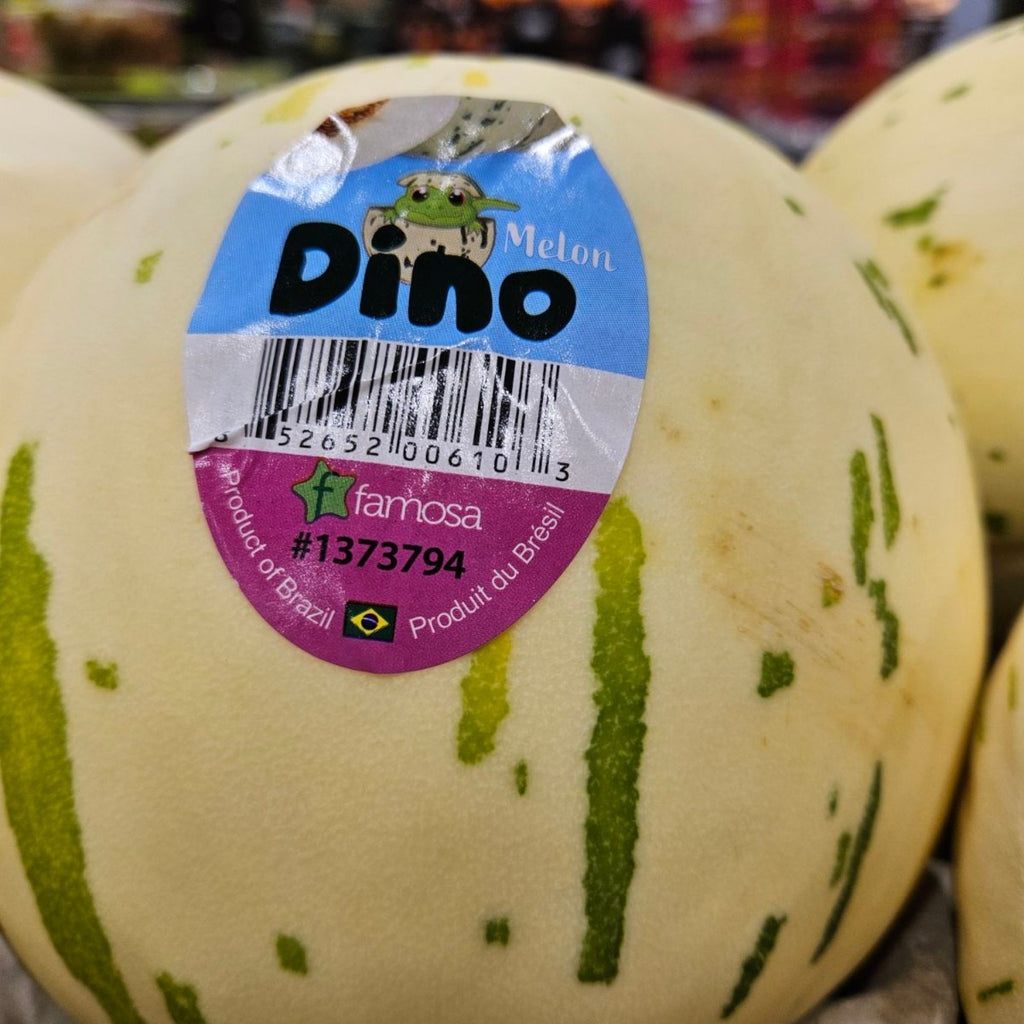 Melon
Dino
52652 00610 3
f famosa
#1373794
Product of Brazil
Produit du Brésil